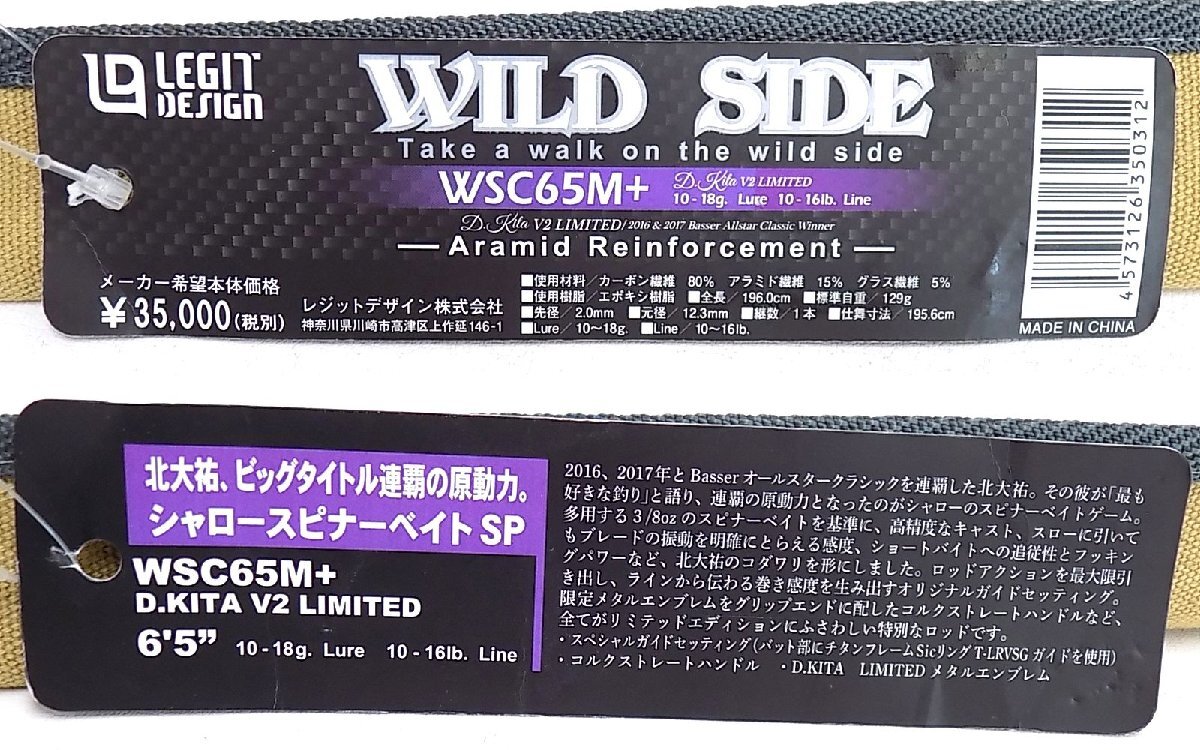 LEGIT DESIGN
WILD SIDE
Take a walk on the wild side
WSC65M+ D.Kita V2 LIMITED
10-18g. Lure 10-16lb. Line
D.Kita V2 LIMITED/2016 & 2017 Basser Allstar Classic Winner
Aramid Reinforcement
メーカー希望本体価格
¥35,000(税別)
レジットデザイン株式会社
神奈川県川崎市高津区上作延146-1
■使用材料/カーボン繊維 80% アラミド繊維 15% グラス繊維 5%
■使用樹脂/エポキシ樹脂 ■全長/196.0cm ■標準自重/129g
■先径/2.0mm ■元径/12.3mm ■継数/1本 ■仕舞寸法/195.6cm
■Lure/10〜18g. ■Line/10〜16lb.
4573126350312
MADE IN CHINA
北大祐、ビッグタイトル連覇の原動力。
シャロースピナーベイトSP
WSC65M+
D.KITA V2 LIMITED
6'5” 10-18g. Lure 10-16lb. Line
2016、2017年とBasserオールスタークラシックを連覇した北大祐。その彼が「最も
好きな釣り」と語り、連覇の原動力となったのがシャローのスピナーベイトゲーム。
多用する3/8ozのスピナーベイトを基準に、高精度なキャスト、スローに引いて
もブレードの振動を明確にとらえる感度、ショートバイトへの追従性とフッキン
グパワーなど、北大祐のコダワリを形にしました。ロッドアクションを最大限引
き出し、ラインから伝わる巻き感度を生み出すオリジナルガイドセッティング。
限定メタルエンブレムをグリップエンドに配したコルクストレートハンドルなど、
全てがリミテッドエディションにふさわしい特別なロッドです。
・スペシャルガイドセッティング(バット部にチタンフレームSicリングT-LRVSGガイドを使用)
・コルクストレートハンドル ・D.KITA LIMITEDメタルエンブレム